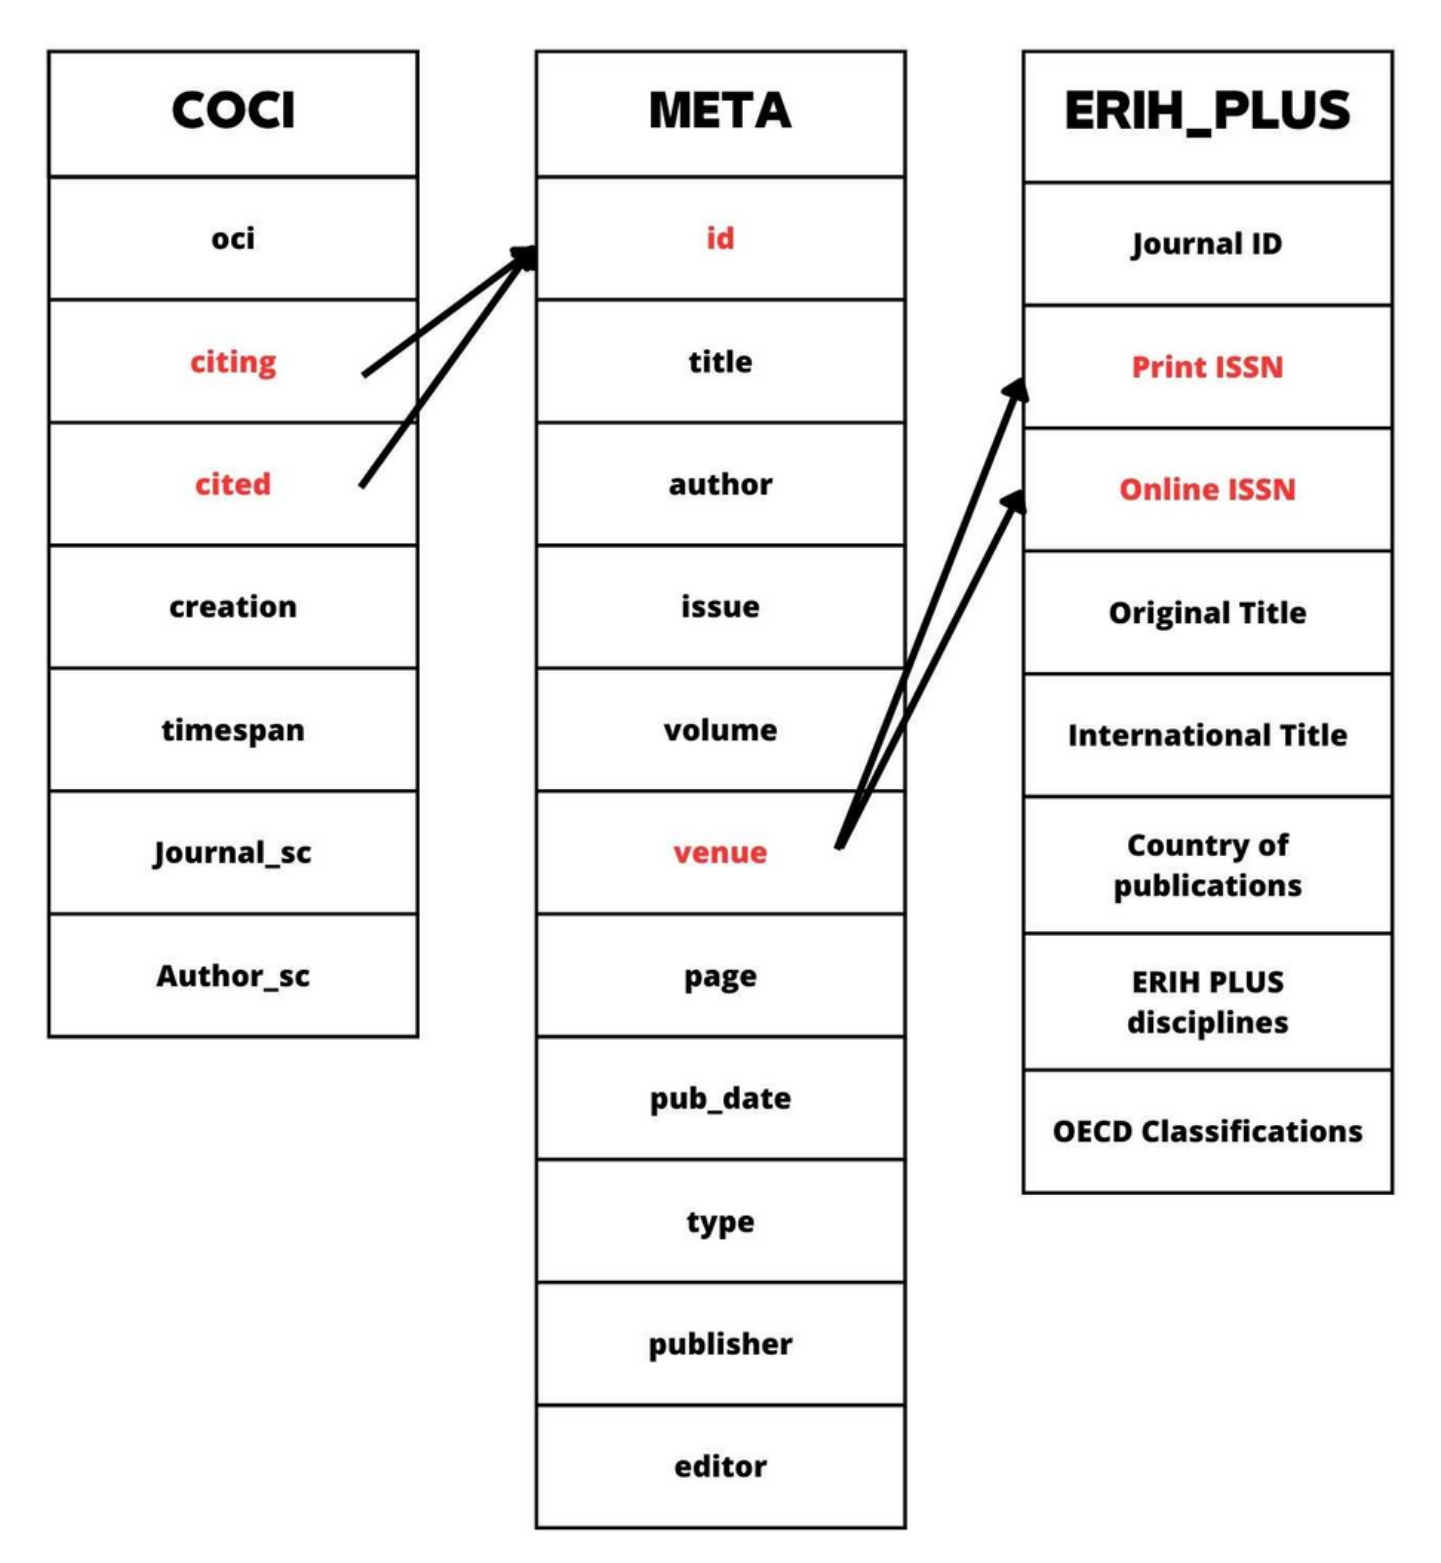 COCI
oci
citing
cited
creation
timespan
Journal_sc
Author_sc
META
id
title
author
issue
volume
venue
page
pub_date
type
publisher
editor
ERIH_PLUS
Journal ID
Print ISSN
Online ISSN
Original Title
International Title
Country of
publications
ERIH PLUS
disciplines
OECD Classifications